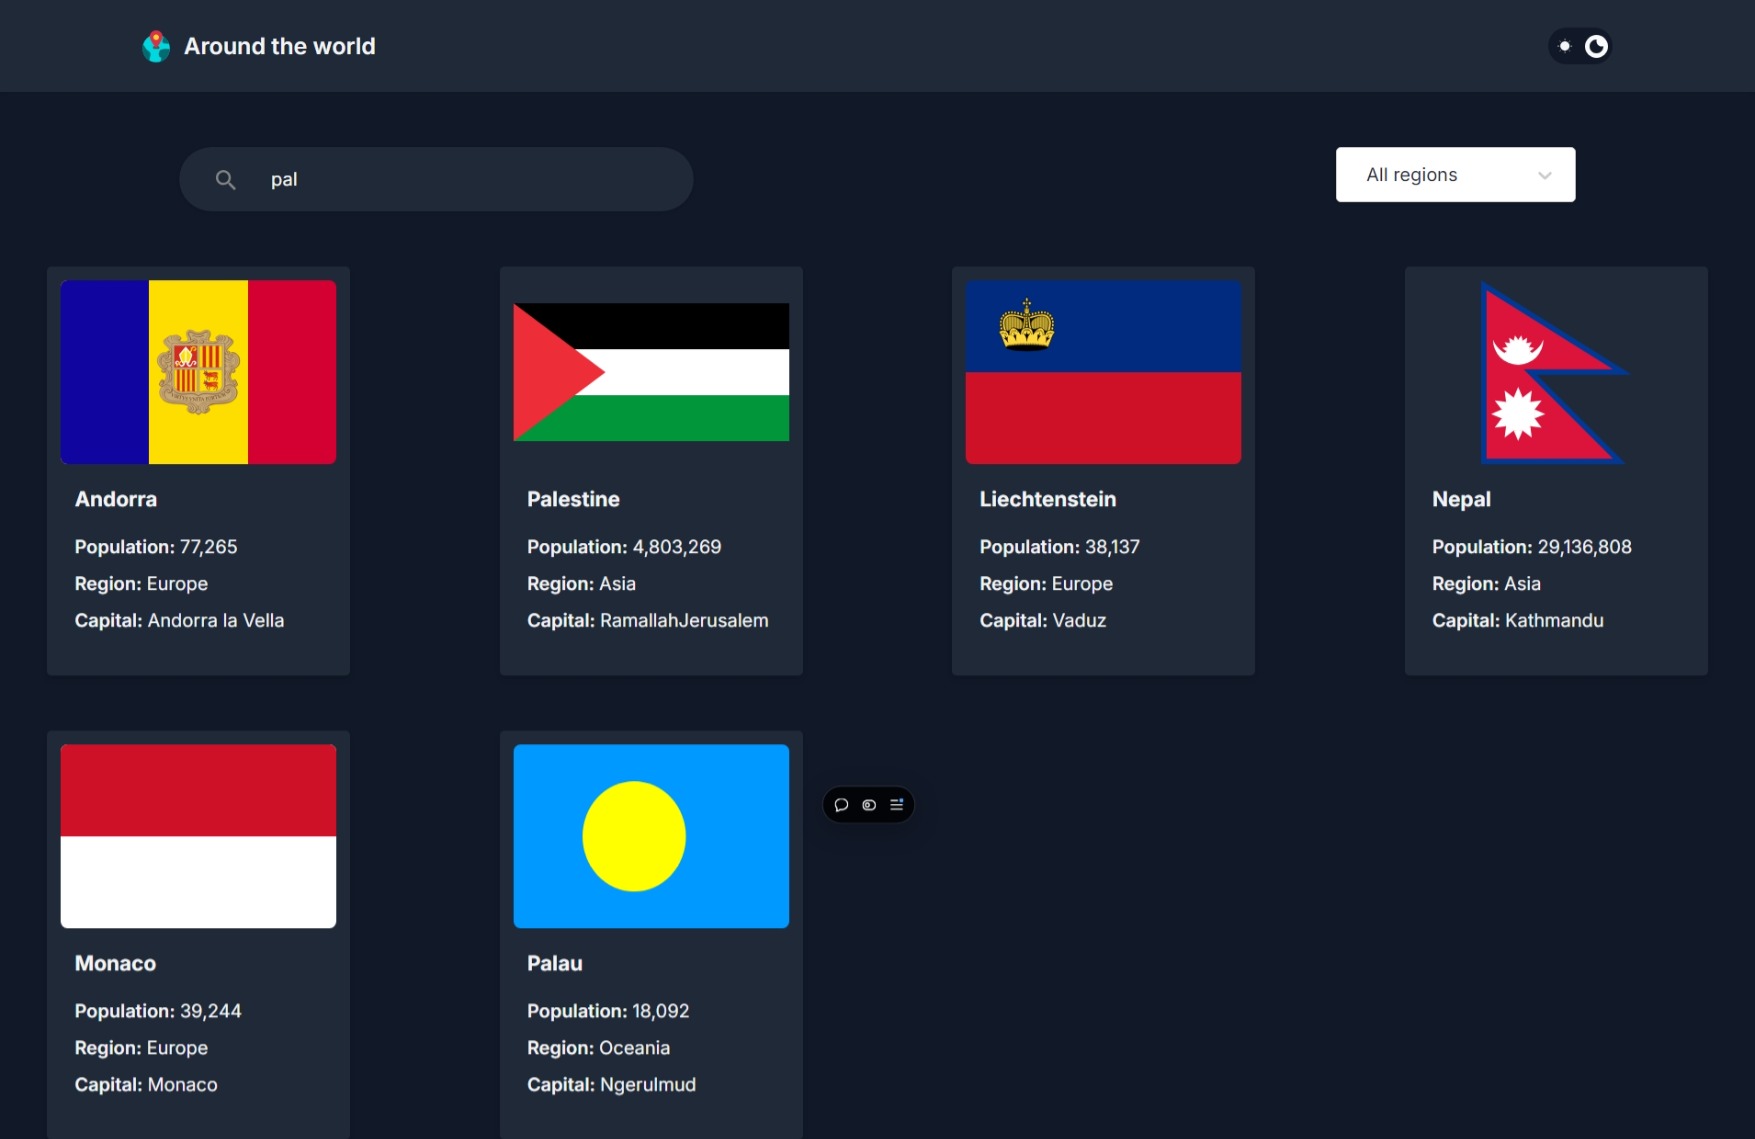 Around the world
pal
All regions
Andorra
Population: 77,265
Region: Europe
Capital: Andorra la Vella
Palestine
Population: 4,803,269
Region: Asia
Capital: RamallahJerusalem
Liechtenstein
Population: 38,137
Region: Europe
Capital: Vaduz
Nepal
Population: 29,136,808
Region: Asia
Capital: Kathmandu
Monaco
Population: 39,244
Region: Europe
Capital: Monaco
Palau
Population: 18,092
Region: Oceania
Capital: Ngerulmud